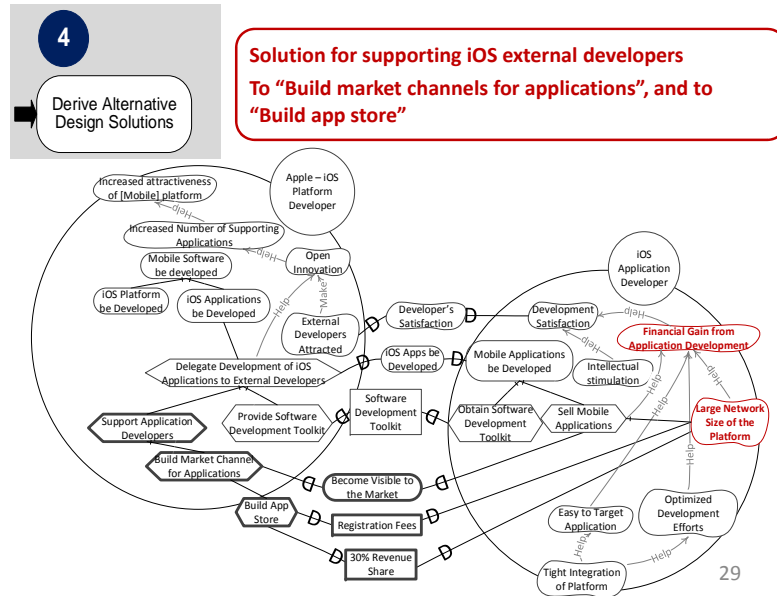 4
Derive Alternative
Design Solutions
Solution for supporting iOS external developers
To “Build market channels for applications”, and to
“Build app store”
Increased attractiveness
of [Mobile] platform
Help
Increased Number of Supporting
Applications
Help
Apple – iOS
Platform
Developer
Mobile Software
be developed
Open
Innovation
iOS Platform
be Developed
iOS Applications
be Developed
Help
Make
External
Developers
Attracted
Developer’s
Satisfaction
Development
Satisfaction
iOS
Application
Developer
Help
Financial Gain from
Application Development
Delegate Development of iOS
Applications to External Developers
iOS Apps be
Developed
Mobile Applications
be Developed
Help
Intellectual
stimulation
Help
Help
Support Application
Developers
Provide Software
Development Toolkit
Software
Development
Toolkit
Obtain Software
Development
Toolkit
Sell Mobile
Applications
Large Network
Size of the
Platform
Build Market Channel
for Applications
Become Visible to
the Market
Help
Help
Build App
Store
Registration Fees
Easy to Target
Application
Optimized
Development
Efforts
30% Revenue
Share
Help
Help
Tight Integration
of Platform
29